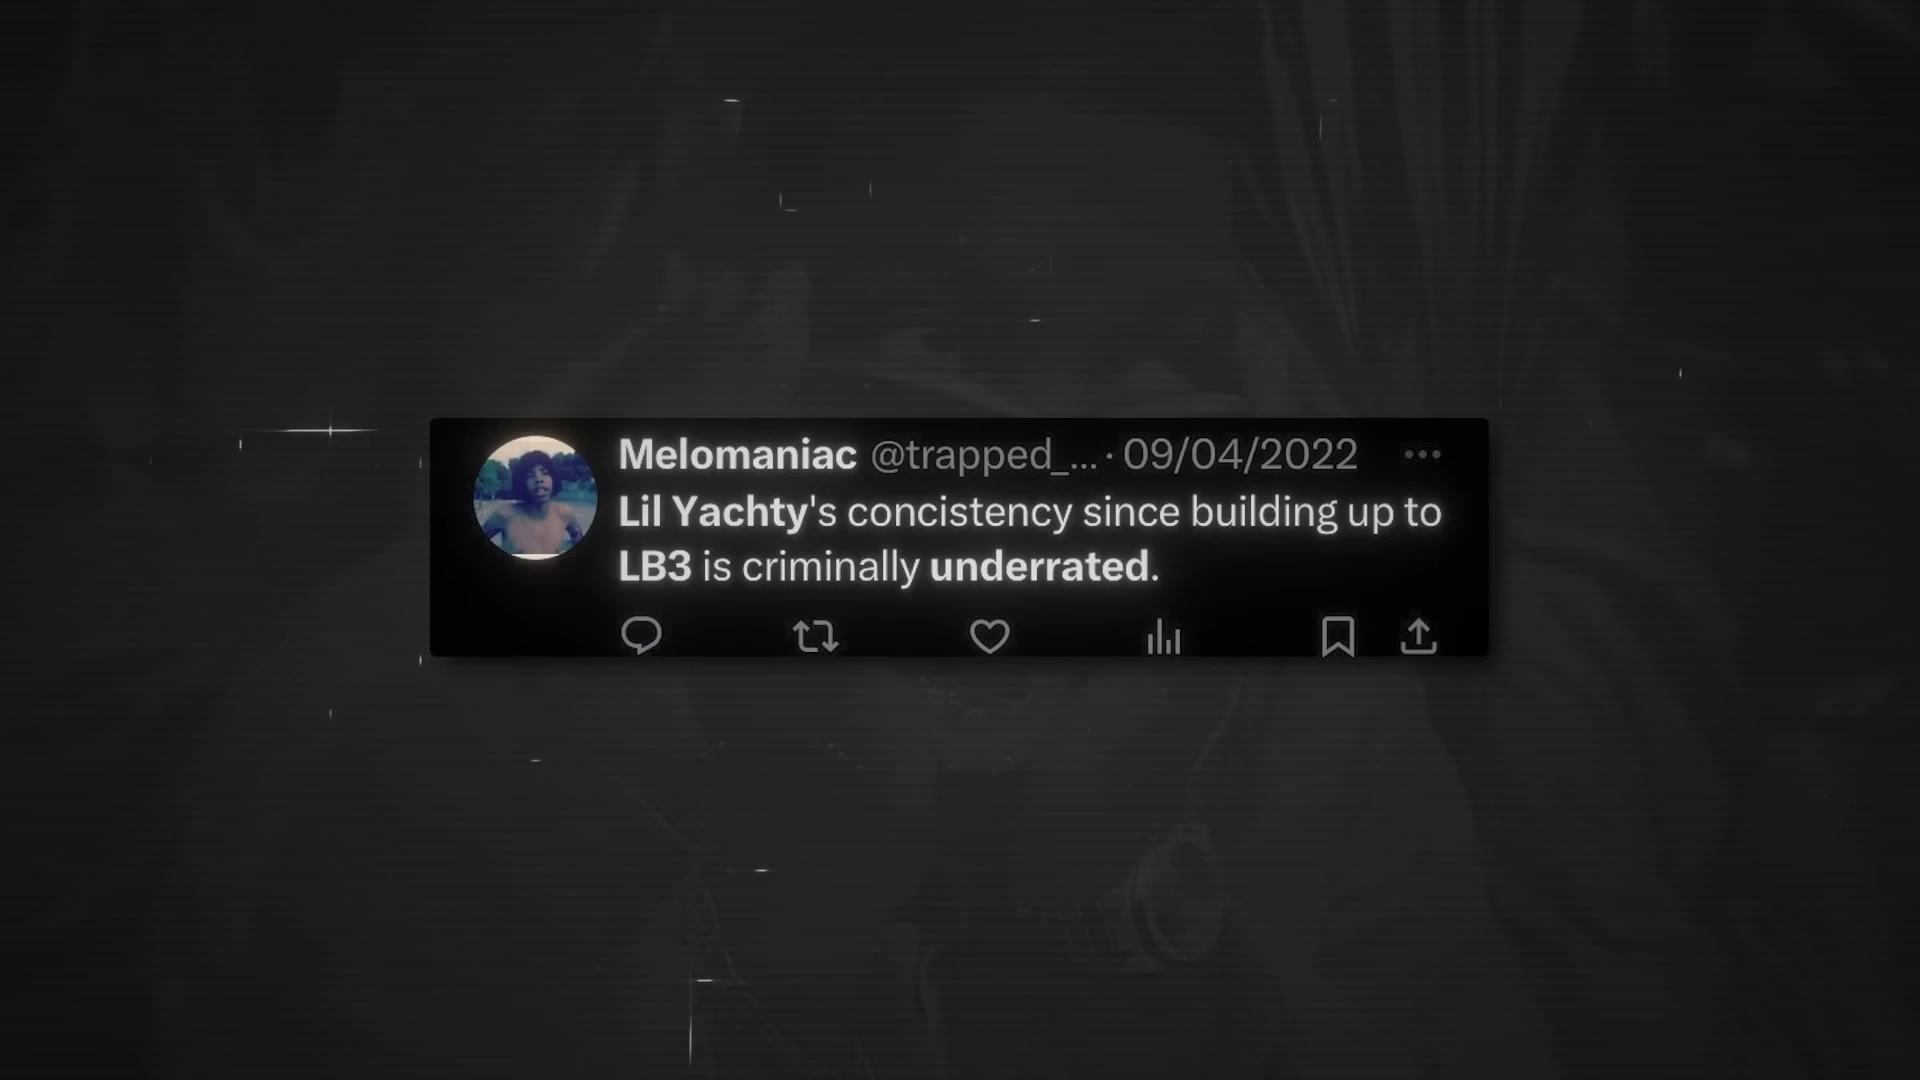 Melomaniac @trapped_... · 09/04/2022
Lil Yachty's concistency since building up to
LB3 is criminally underrated.